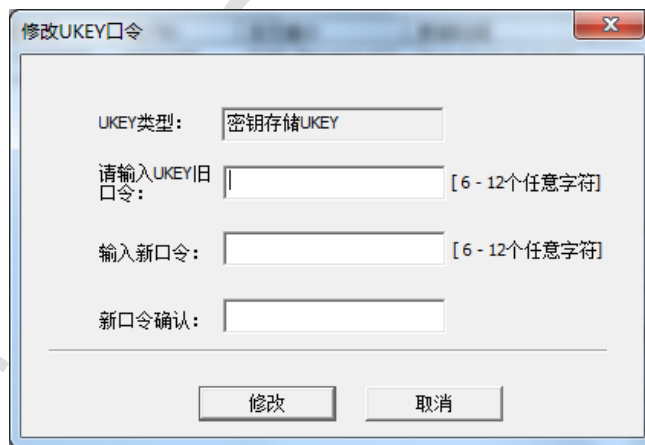 修改UKEY口令
UKEY类型： 密钥存储UKEY
请输入UKEY旧
口令： [ 6 - 12个任意字符]
输入新口令： [ 6 - 12个任意字符]
新口令确认：
修改 取消